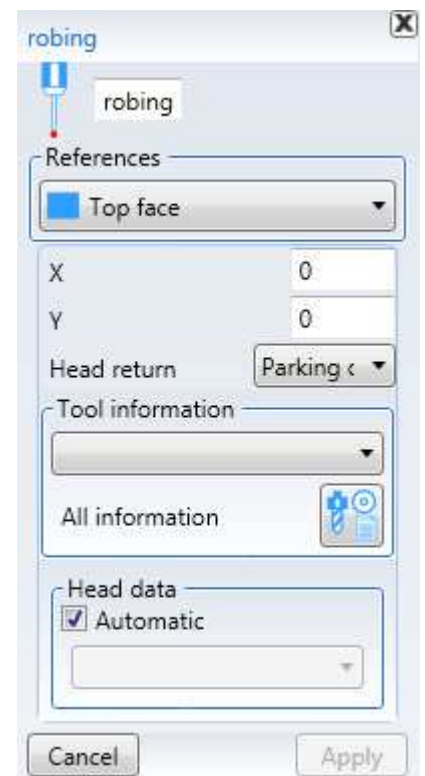 robing
robing
References
Top face
X 0
Y 0
Head return Parking c
Tool information
All information
Head data
Automatic
Cancel Apply